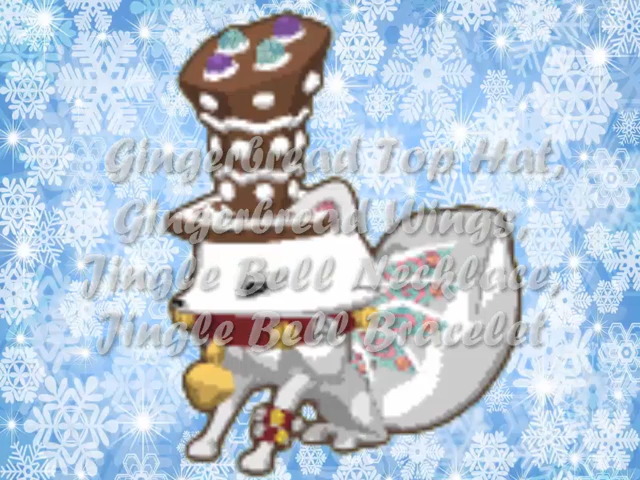 Gingerbread Top Hat,
Gingerbread Wings,
Jingle Bell Necklace,
Jingle Bell Bracelet